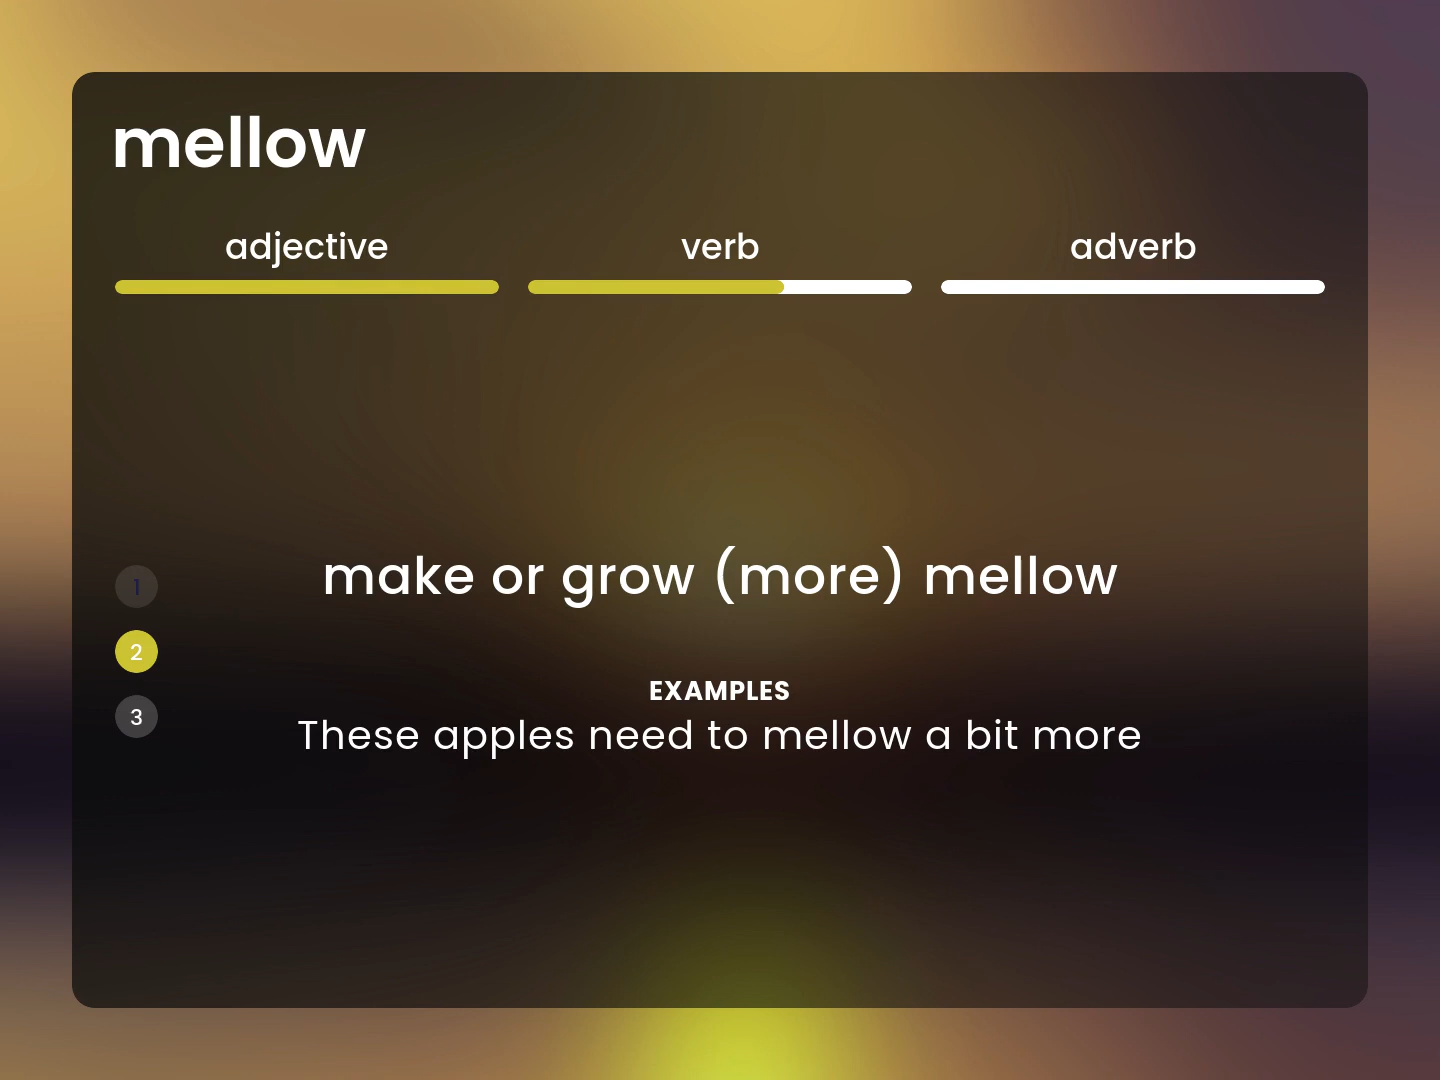 mellow
adjective verb adverb
1
make or grow (more) mellow
2
EXAMPLES
3
These apples need to mellow a bit more